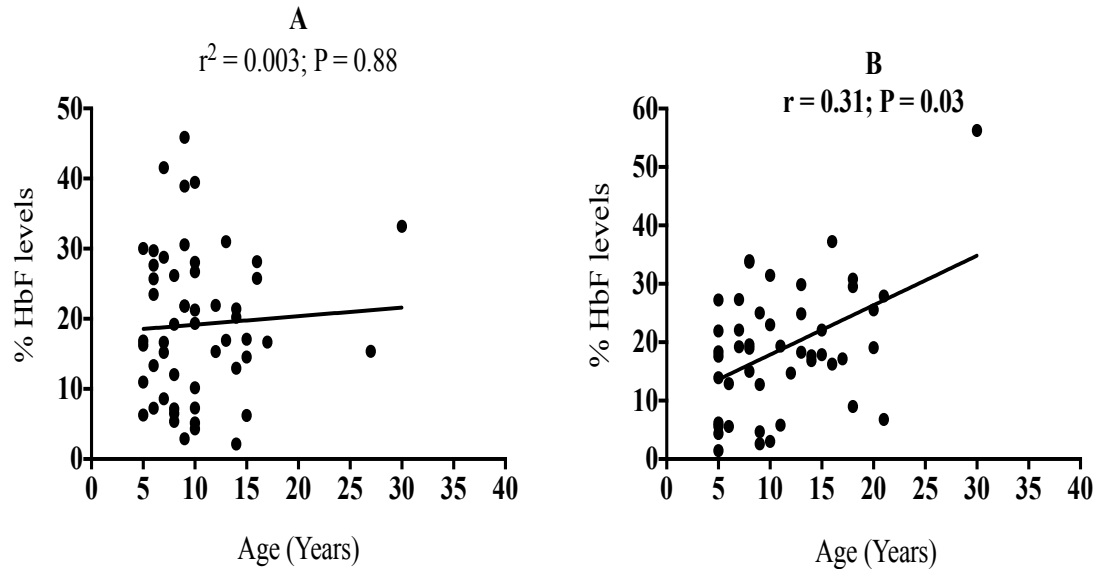 A
r² = 0.003; P = 0.88
50
40
30
20
10
0
% HbF levels
0 5 10 15 20 25 30 35 40
Age (Years)
B
r = 0.31; P = 0.03
60
50
40
30
20
10
0
% HbF levels
0 5 10 15 20 25 30 35 40
Age (Years)